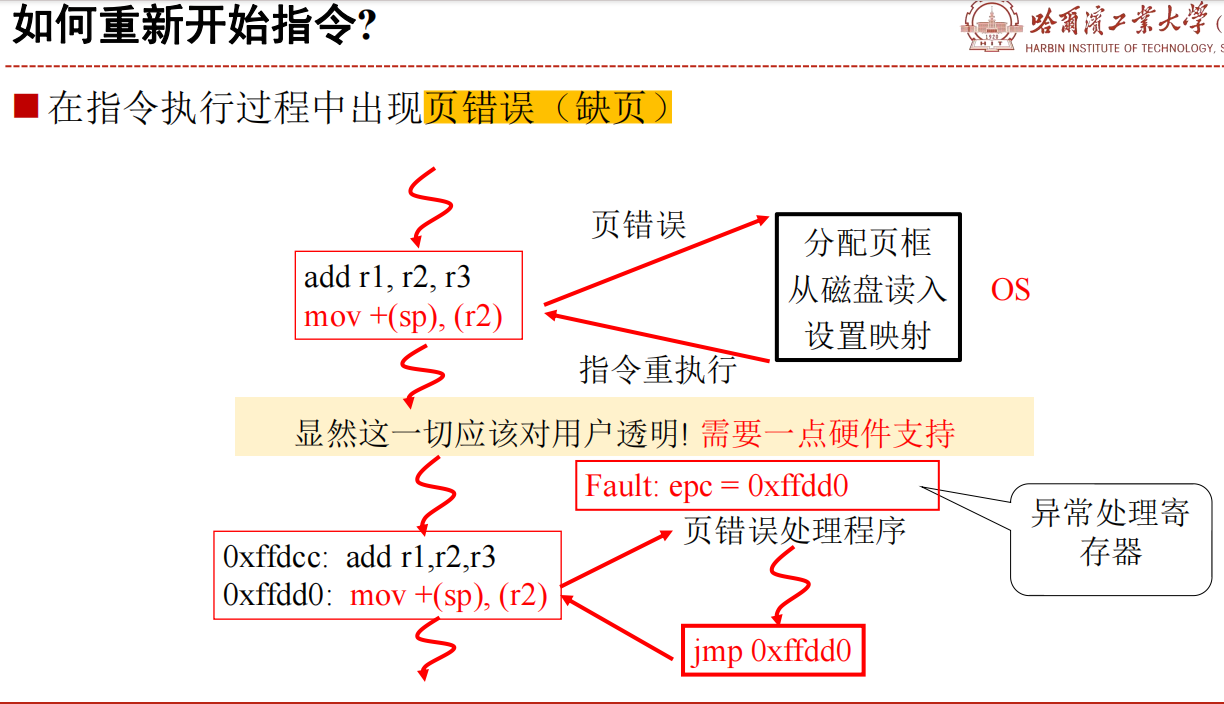 如何重新开始指令?
哈爾濱工業大學(
HARBIN INSTITUTE OF TECHNOLOGY, S
在指令执行过程中出现页错误（缺页）
页错误
add r1, r2, r3
mov +(sp), (r2)
分配页框
从磁盘读入
设置映射
OS
指令重执行
显然这一切应该对用户透明! 需要一点硬件支持
Fault: epc = 0xffdd0
异常处理寄
存器
页错误处理程序
0xffdcc: add r1,r2,r3
0xffdd0: mov +(sp), (r2)
jmp 0xffdd0